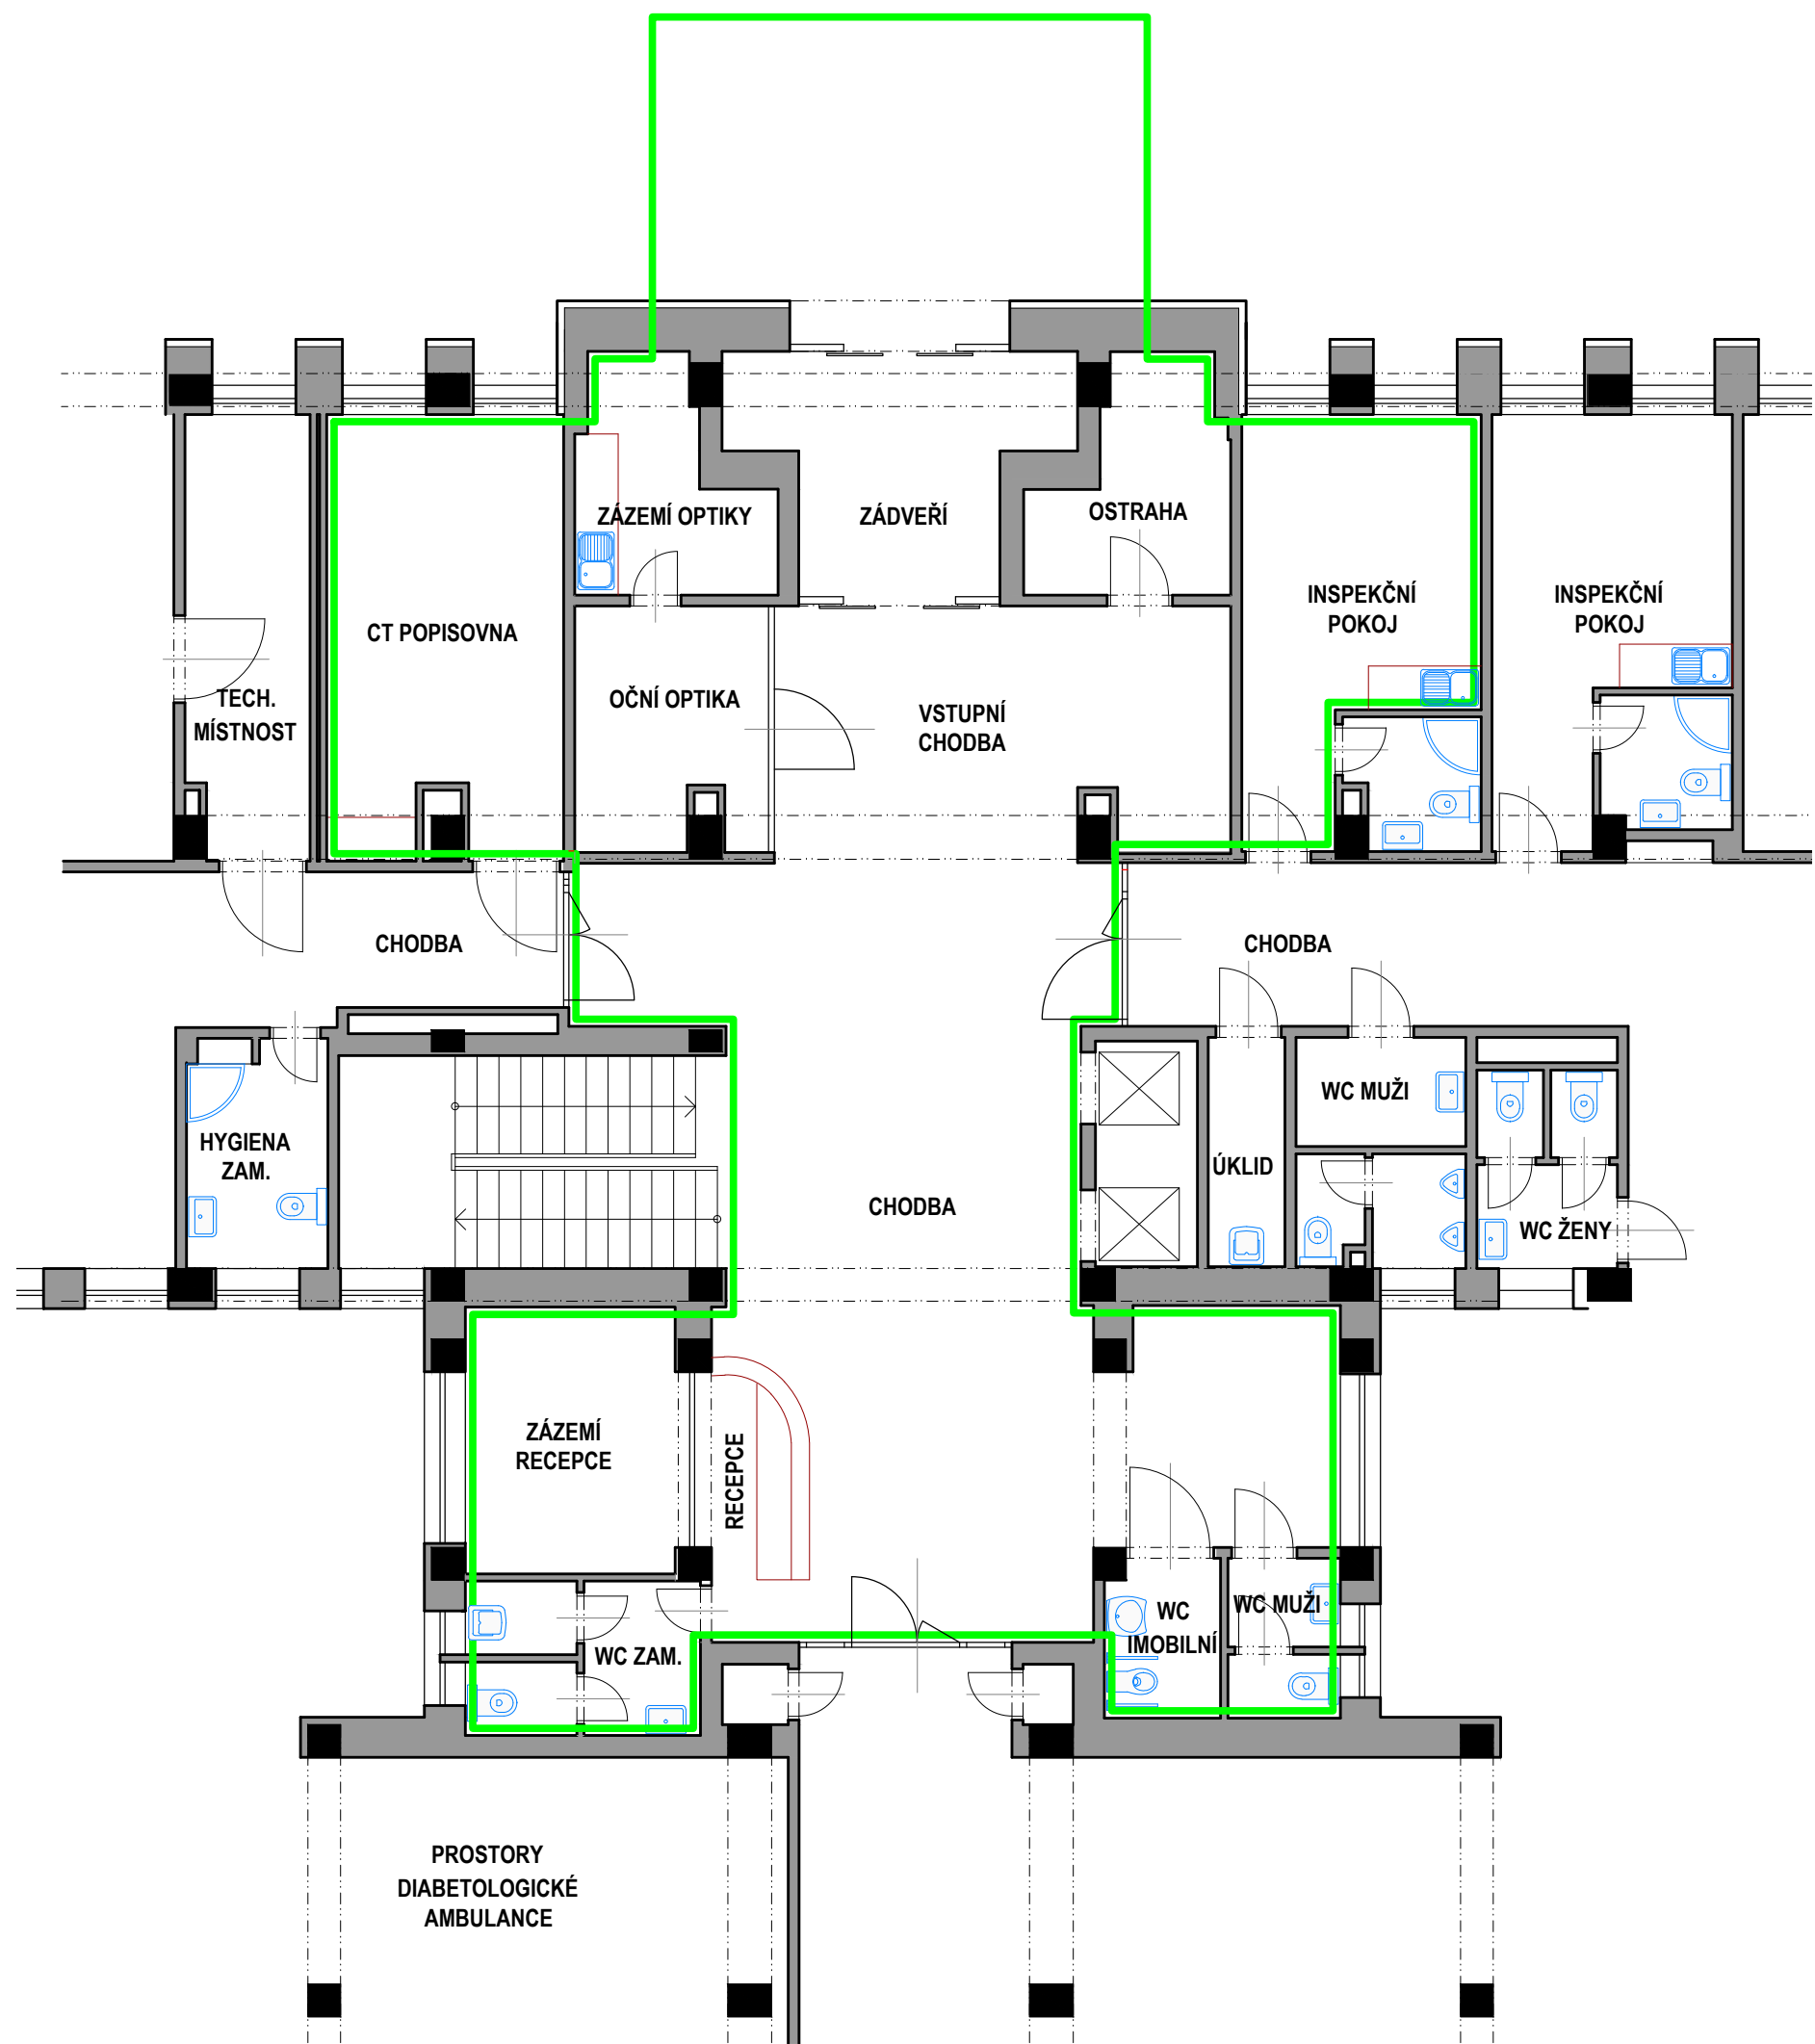 ZÁZEMÍ OPTIKY
ZÁDVEŘÍ
OSTRAHA
INSPEKČNÍ
POKOJ
INSPEKČNÍ
POKOJ
CT POPISOVNA
TECH.
MÍSTNOST
OČNÍ OPTIKA
VSTUPNÍ
CHODBA
CHODBA
CHODBA
HYGIENA
ZAM.
WC MUŽI
ÚKLID
CHODBA
WC ŽENY
ZÁZEMÍ
RECEPCE
RECEPCE
WC
IMOBILNÍ
WC MUŽI
WC ZAM.
PROSTORY
DIABETOLOGICKÉ
AMBULANCE